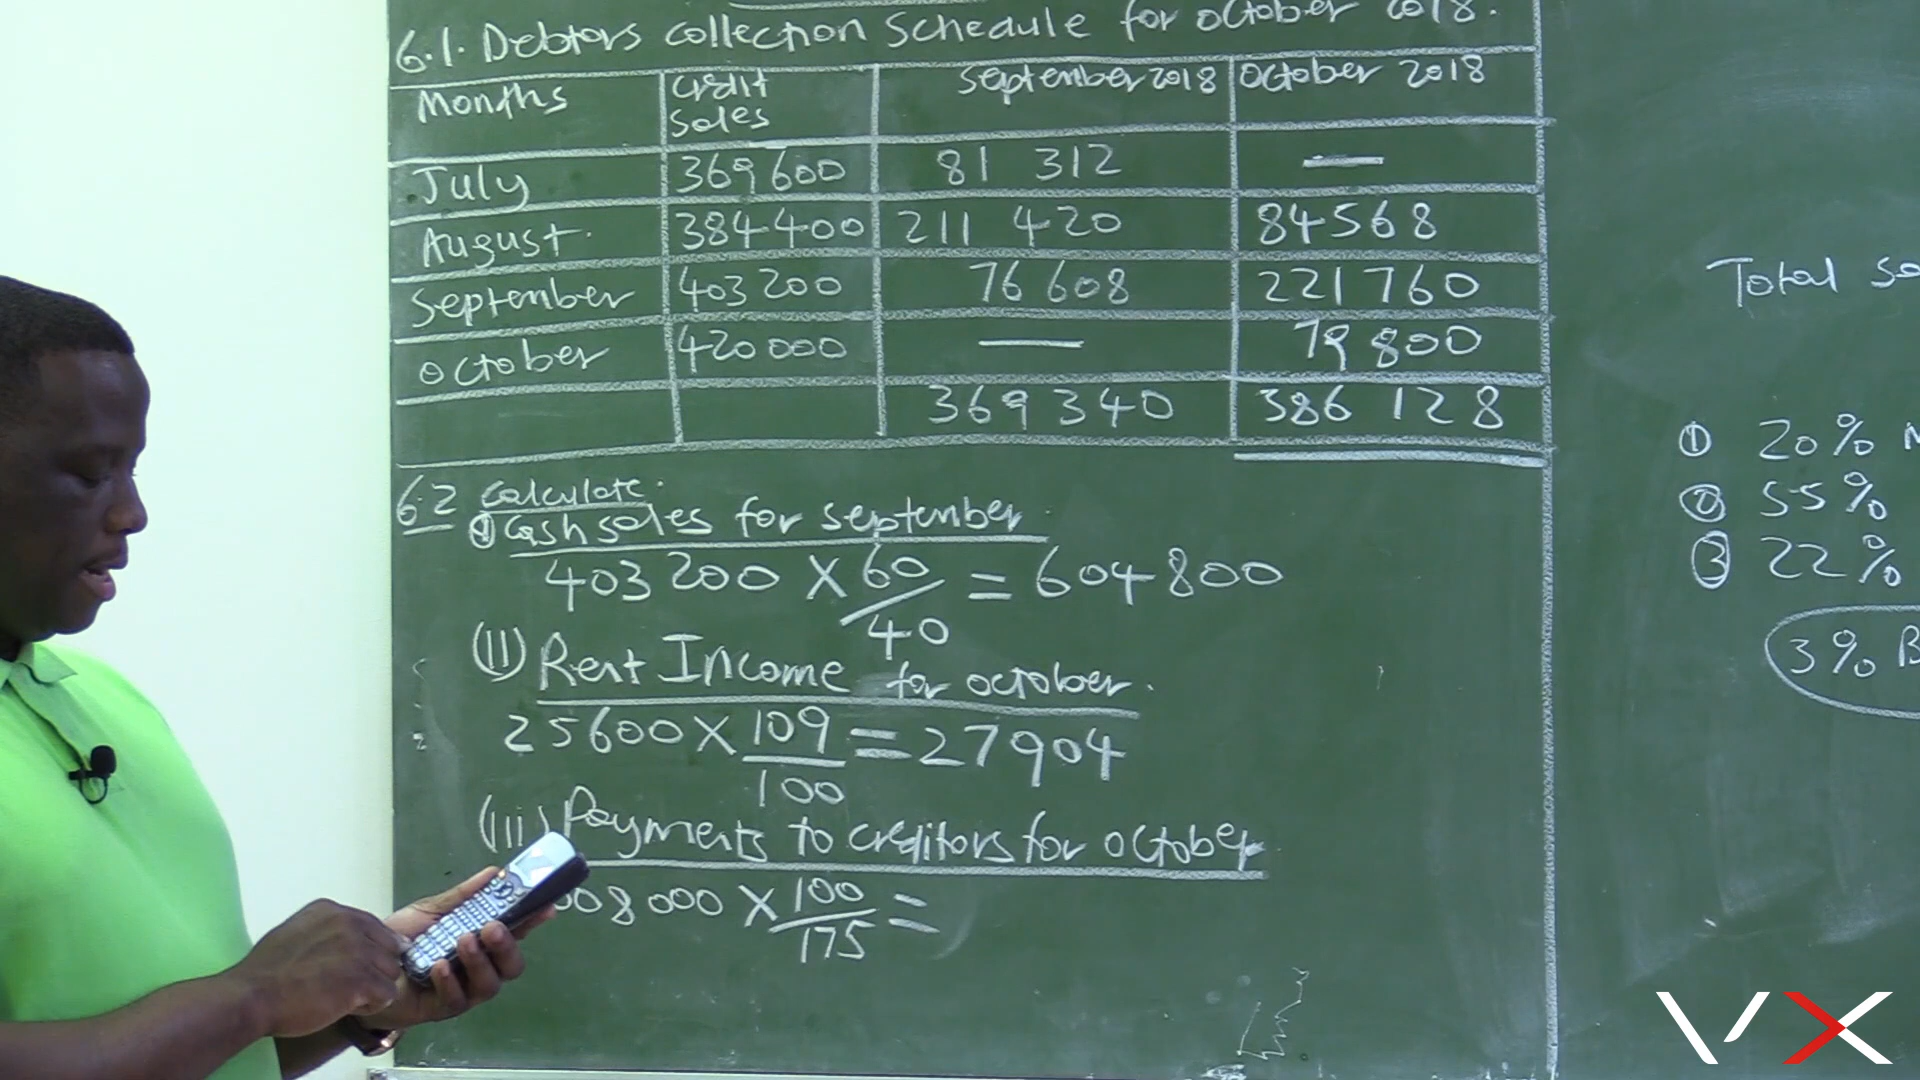 6.1. Debtors collection Schedule for october 2018.
Months Credit Sales September 2018 October 2018
July 369 600 81 312 —
August. 384 400 211 420 84568
September 403 200 76 608 221 760
october 420 000 — 79 800
369 340 386 128
6.2 Calculate.
Cash sales for september
403 200 X 60/40 = 604 800
(ii) Rent Income for october.
25600 X 109/100 = 27904
(iii) Payments to creditors for october
008 000 X 100/175 =
Total
① 20%
② 55%
③ 22%
3%
VX